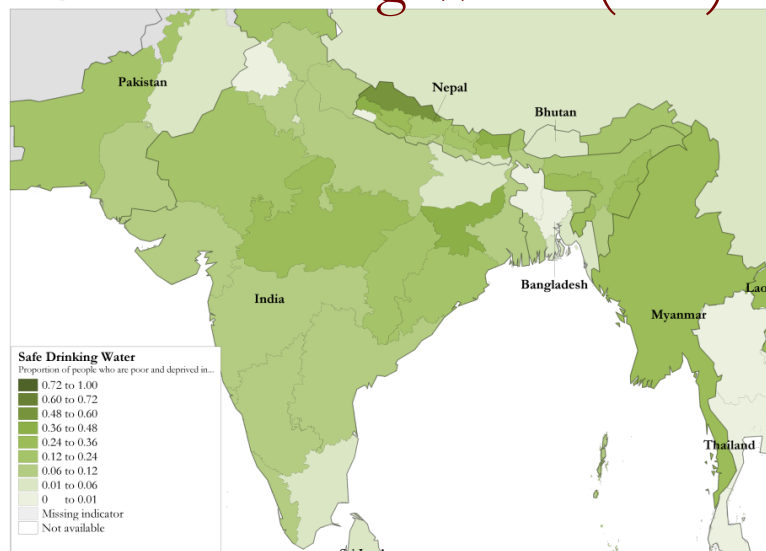 Pakistan
Nepal
Bhutan
Bangladesh
India
Myanmar
Thailand
Safe Drinking Water
Proportion of people who are poor and deprived in...
0.72 to 1.00
0.60 to 0.72
0.48 to 0.60
0.36 to 0.48
0.24 to 0.36
0.12 to 0.24
0.06 to 0.12
0.01 to 0.06
0 to 0.01
Missing indicator
Not available